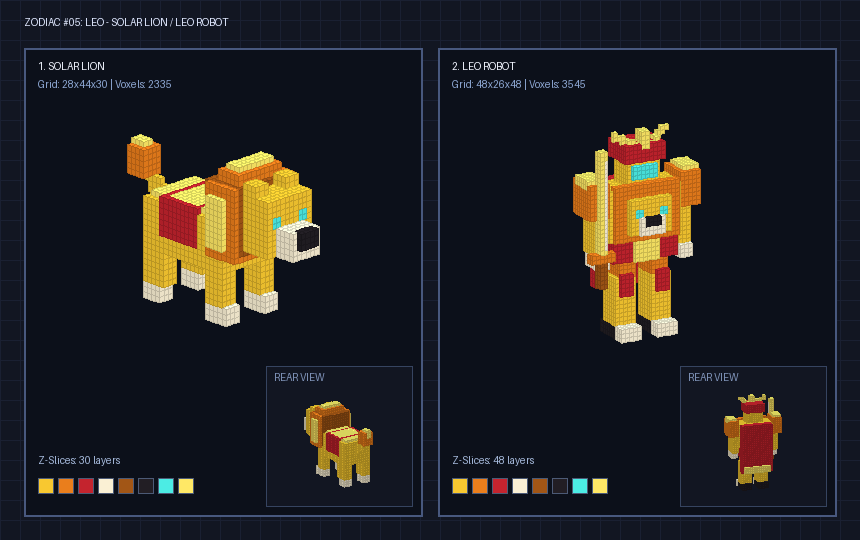 ZODIAC #05: LEO - SOLAR LION / LEO ROBOT
1. SOLAR LION
Grid: 28x44x30 | Voxels: 2335
REAR VIEW
Z-Slices: 30 layers
2. LEO ROBOT
Grid: 48x26x48 | Voxels: 3545
REAR VIEW
Z-Slices: 48 layers